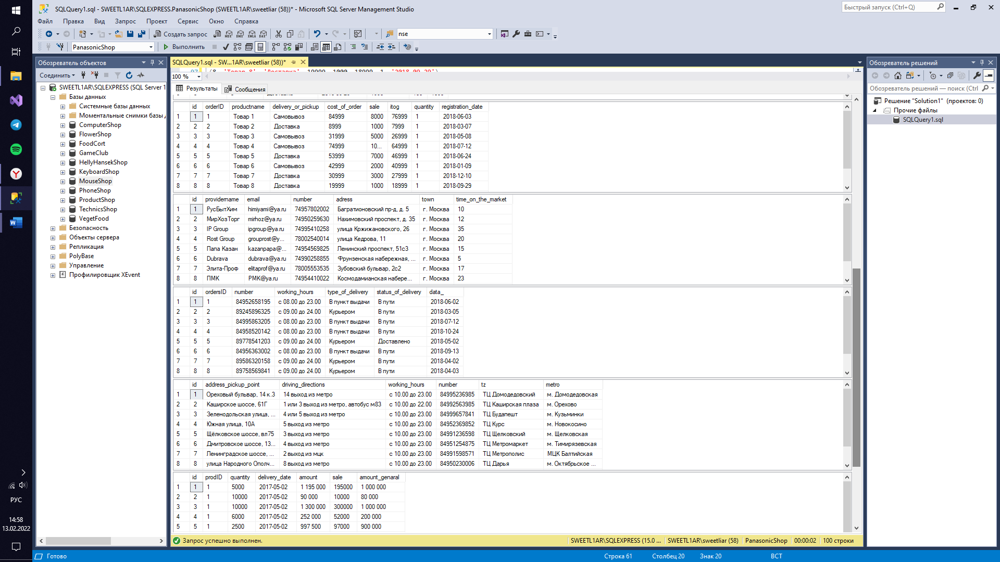 SQLQuery1.sql - SWEETL1AR\SQLEXPRESS.PanasonicShop (SWEETL1AR\sweetliar (58))* - Microsoft SQL Server Management Studio
Быстрый запуск (Ctrl+Q)
Файл Правка Вид Запрос Проект Сервис Окно Справка
Создать запрос MDX DMX XMLA DAX nse
PanasonicShop Выполнить
Обозреватель объектов
Соединить
SWEETL1AR\SQLEXPRESS (SQL Server 1
Базы данных
Системные базы данных
Моментальные снимки базы
ComputerShop
FlowerShop
FoodCort
GameClub
HellyHansekShop
KeyboardShop
MouseShop
PhoneShop
ProductShop
TechnicsShop
VegetFood
Безопасность
Объекты сервера
Репликация
PolyBase
Управление
Профилировщик XEvent
SQLQuery1.sql - SW...1AR\sweetliar (58))*
97 (8, 'Товар 8', 'Доставка', 19999, 1000, 18999, 1, '2018-09-29')
100 %
Результаты Сообщения
id orderID productname delivery_or_pickup cost_of_order sale itog quantity registration_date
1 1 1 Товар 1 Самовывоз 84999 8000 76999 1 2018-06-03
2 2 2 Товар 2 Доставка 8999 1000 7999 1 2018-03-07
3 3 3 Товар 3 Самовывоз 31999 5000 26999 1 2018-05-08
4 4 4 Товар 4 Самовывоз 74999 10... 64999 1 2018-07-12
5 5 5 Товар 5 Доставка 53999 7000 46999 1 2018-06-24
6 6 6 Товар 6 Самовывоз 42999 2000 40999 1 2018-01-09
7 7 7 Товар 7 Доставка 30999 3000 27999 1 2018-12-10
8 8 8 Товар 8 Доставка 19999 1000 18999 1 2018-09-29
id providername email number adress town time_on_the_market
1 1 РусБытХим himiyami@ya.ru 74957802002 Багратионовский пр-д, д. 5 г. Москва 10
2 2 МирХозТорг mirhoz@ya.ru 74950259630 Нахимовский проспект, д. 35 г. Москва 12
3 3 IP Group ipgroup@ya.ru 74995410258 улица Кржижановского, 26 г. Москва 35
4 4 Rost Group grouprost@y... 78002540014 улица Кедрова, 11 г. Москва 20
5 5 Папа Казан kazanpapa@... 74954569825 Ленинский проспект, 51с3 г. Москва 15
6 6 Dubrava dubrava@ya.ru 74990258855 Фрунзенская набережная, ... г. Москва 5
7 7 Элита-Проф elitaprof@ya.ru 78005553535 Зубовский бульвар, 2с2 г. Москва 17
8 8 ПМК PMK@ya.ru 74954410022 Космодамианская набере... г. Москва 23
id ordersID number working_hours type_of_delivery status_of_delivery data_
1 1 1 84952658195 с 08.00 до 23.00 В пункт выдачи В пути 2018-06-02
2 2 2 89245896325 с 09.00 до 24.00 Курьером В пути 2018-03-05
3 3 3 84995863205 с 08.00 до 23.00 В пункт выдачи В пути 2018-07-12
4 4 4 84958520142 с 08.00 до 23.00 В пункт выдачи В пути 2018-10-24
5 5 5 89778541203 с 09.00 до 24.00 Курьером Доставлено 2018-05-02
6 6 6 84956363002 с 08.00 до 23.00 В пункт выдачи В пути 2018-09-13
7 7 7 89586320158 с 09.00 до 24.00 Курьером В пути 2018-04-02
8 8 8 89758569841 с 09.00 до 24.00 Курьером В пути 2018-04-03
id address_pickup_point driving_directions working_hours number tz metro
1 1 Ореховый бульвар, 14 к.3 14 выход из метро с 10.00 до 23.00 84995236985 ТЦ Домодедовский м. Домодедовская
2 2 Каширское шоссе, 61Г 1 или 3 выход из метро, автобус м83 с 10.00 до 22.00 84992563985 ТЦ Каширская плаза м. Орехово
3 3 Зеленодольская улица, ... 4 или 5 выход из метро с 10.00 до 23.00 84999657841 ТЦ Будапешт м. Кузьминки
4 4 Южная улица, 10А 5 выход из метро с 10.00 до 23.00 84952369852 ТЦ Курс м. Новокосино
5 5 Щёлковское шоссе, вл75 3 выход из метро с 10.00 до 23.00 84991236598 ТЦ Щелковский м. Щелковская
6 6 Дмитровское шоссе, 13... 4 выход из метро с 10.00 до 23.00 84951254875 ТЦ Метромаркет м. Тимирязевская
7 7 Ленинградское шоссе, ... 2 выход из мцк с 10.00 до 23.00 84991598571 ТЦ Метрополис МЦК Балтийская
8 8 улица Народного Ополч... 8 выход из метро с 10.00 до 23.00 84950230006 ТЦ Дарья м. Октябрьское ...
id prodID quantity delivery_date amount sale amount_genaral
1 1 1 5000 2017-05-02 1 195 000 195000 1 000 000
2 2 1 10000 2017-05-02 90 000 10000 80 000
3 3 1 10000 2017-05-02 1 300 000 300000 1 000 000
4 4 1 6000 2017-05-02 252 000 52000 200 000
5 5 1 2500 2017-05-02 997 500 97000 900 000
Запрос успешно выполнен. SWEETL1AR\SQLEXPRESS (15.0 ... SWEETL1AR\sweetliar (58) PanasonicShop 00:00:02 100 строки
Обозреватель решений
Обозреватель решений — поиск (Ctrl
Решение "Solution1" (проектов: 0)
Прочие файлы
SQLQuery1.sql
РУС
14:58
13.02.2022
Готово Строка 61 Столбец 20 Знак 20 ВСТ